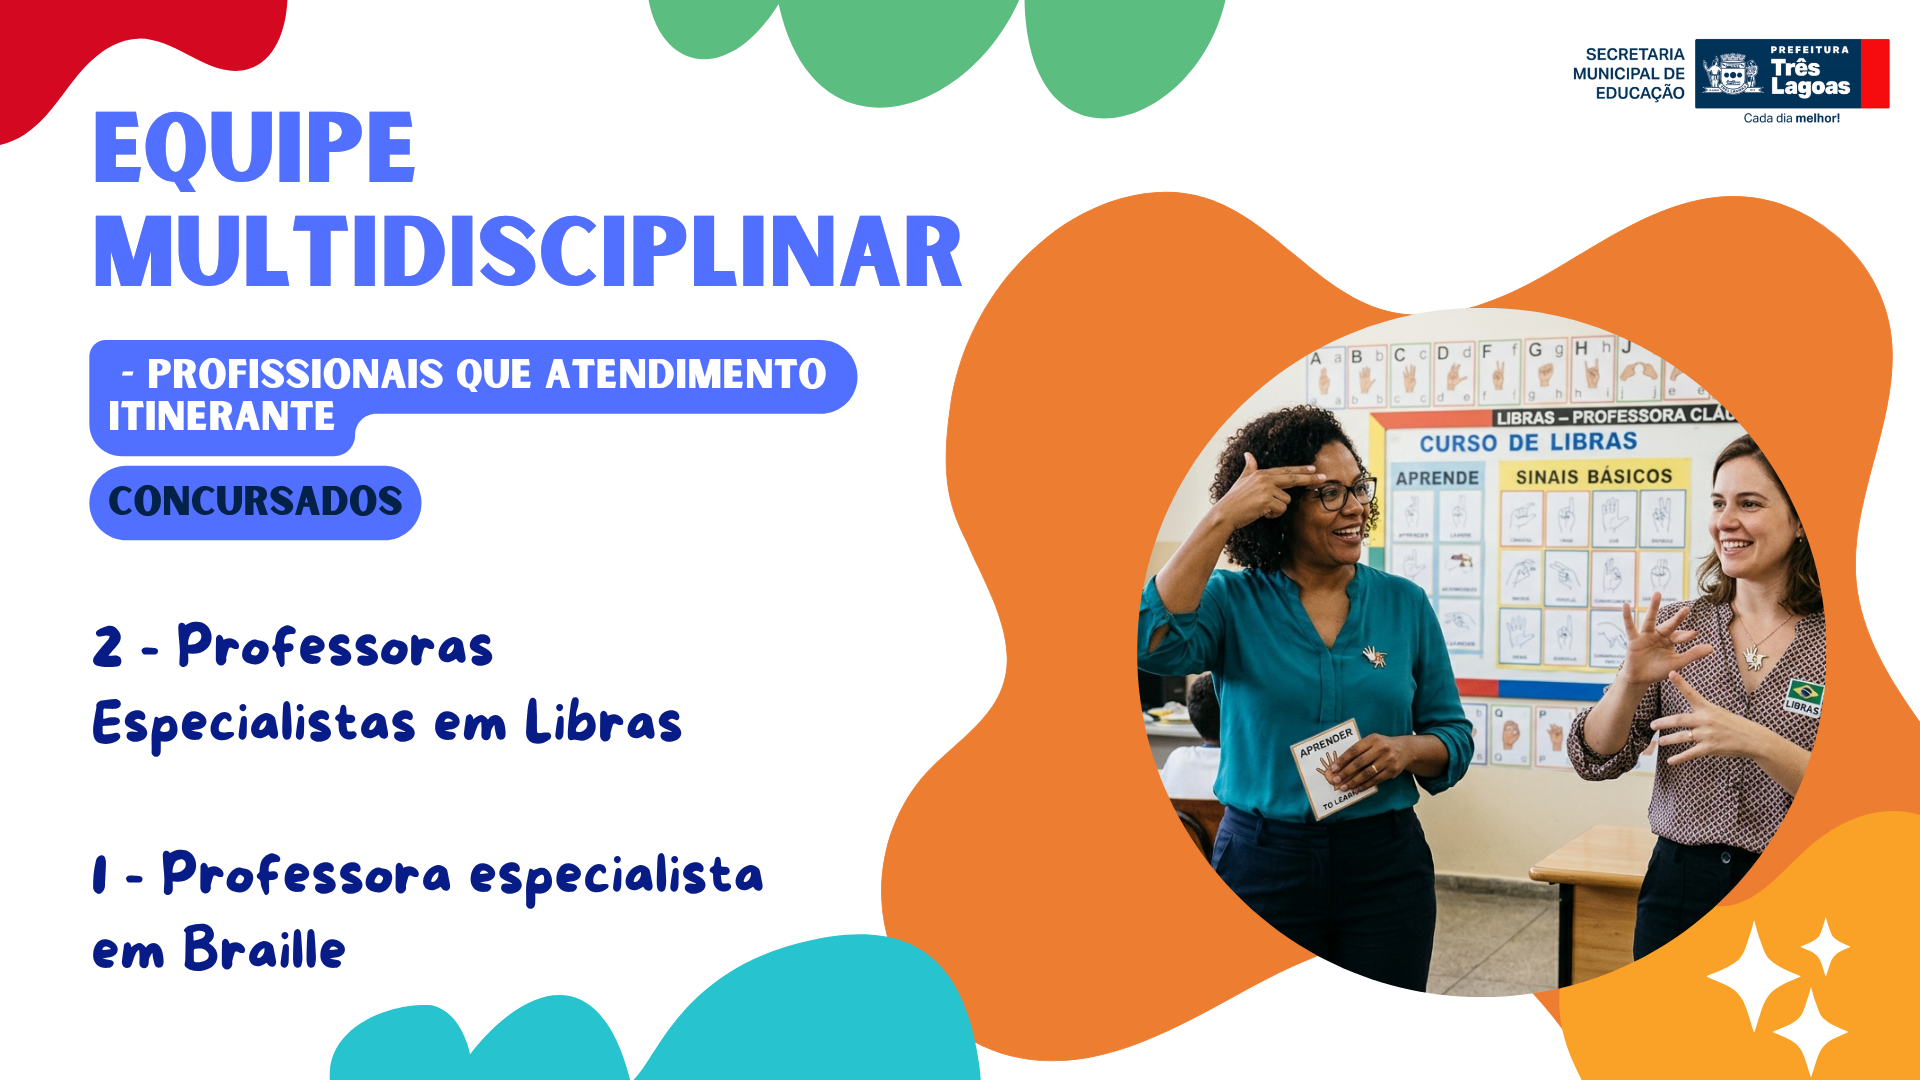 SECRETARIA
MUNICIPAL DE
EDUCAÇÃO
PREFEITURA
Três
Lagoas
Cada dia melhor!
EQUIPE
MULTIDISCIPLINAR
- PROFISSIONAIS QUE ATENDIMENTO
ITINERANTE
CONCURSADOS
2 - Professoras
Especialistas em Libras
1 - Professora especialista
em Braille
A a B b C c D d F f G g H h J
LIBRAS – PROFESSORA
CURSO DE LIBRAS
APRENDE
SINAIS BÁSICOS
LIBRAS
APRENDER
TO LEARN